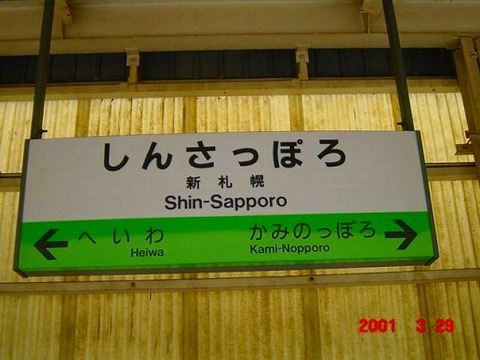 しんさっぽろ
新札幌
Shin-Sapporo
← へいわ
Heiwa
かみのっぽろ →
Kami-Nopporo
2001 3 29